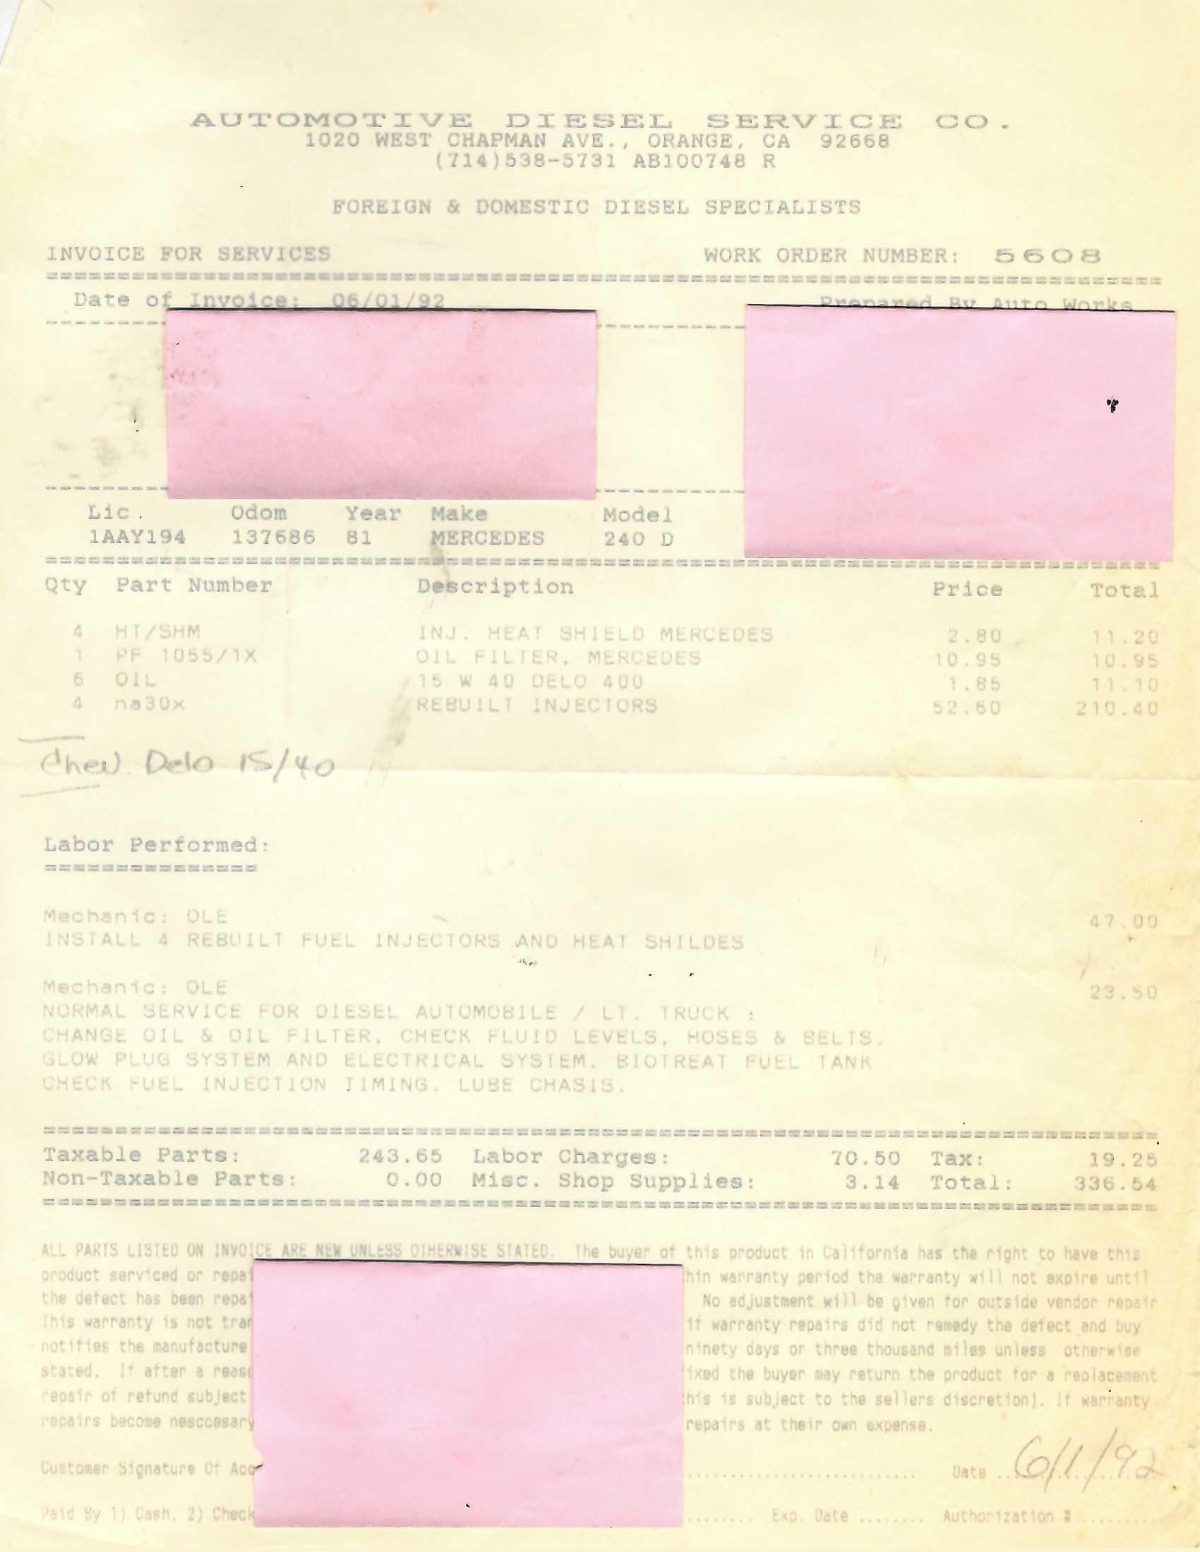 AUTOMOTIVE DIESEL SERVICE CO.
1020 WEST CHAPMAN AVE., ORANGE, CA 92668
(714)538-5731 AB100748 R
FOREIGN & DOMESTIC DIESEL SPECIALISTS
INVOICE FOR SERVICES WORK ORDER NUMBER: 5608
Date of Invoice: 06/01/92 Prepared By Auto Works
Lic. Odom Year Make Model
1AAY194 137686 81 MERCEDES 240 D
Qty Part Number Description Price Total
4 HT/SHM INJ. HEAT SHIELD MERCEDES 2.80 11.20
1 PF 1055/1X OIL FILTER, MERCEDES 10.95 10.95
6 OIL 15 W 40 DELO 400 1.85 11.10
4 na30x REBUILT INJECTORS 52.60 210.40
Chev. Delo 15/40
Labor Performed:
Mechanic: OLE 47.00
INSTALL 4 REBUILT FUEL INJECTORS AND HEAT SHILDES
Mechanic: OLE 23.50
NORMAL SERVICE FOR DIESEL AUTOMOBILE / LT. TRUCK :
CHANGE OIL & OIL FILTER, CHECK FLUID LEVELS, HOSES & BELTS.
GLOW PLUG SYSTEM AND ELECTRICAL SYSTEM. BIOTREAT FUEL TANK
CHECK FUEL INJECTION TIMING. LUBE CHASIS.
Taxable Parts: 243.65 Labor Charges: 70.50 Tax: 19.25
Non-Taxable Parts: 0.00 Misc. Shop Supplies: 3.14 Total: 336.54
ALL PARTS LISTED ON INVOICE ARE NEW UNLESS OTHERWISE STATED. The buyer of this product in California has the right to have this
product serviced or repai hin warranty period the warranty will not expire until
the defect has been repai No adjustment will be given for outside vendor repair
This warranty is not tran if warranty repairs did not remedy the defect and buy
notifies the manufacture ninety days or three thousand miles unless otherwise
stated. If after a reaso ixed the buyer may return the product for a replacement
repair of refund subject his is subject to the sellers discretion). If warranty
repairs become nesccesary repairs at their own expense.
Customer Signature Of Acc Date 6/1/92
Paid By 1) Cash, 2) Check Exp. Date ........ Authorization #